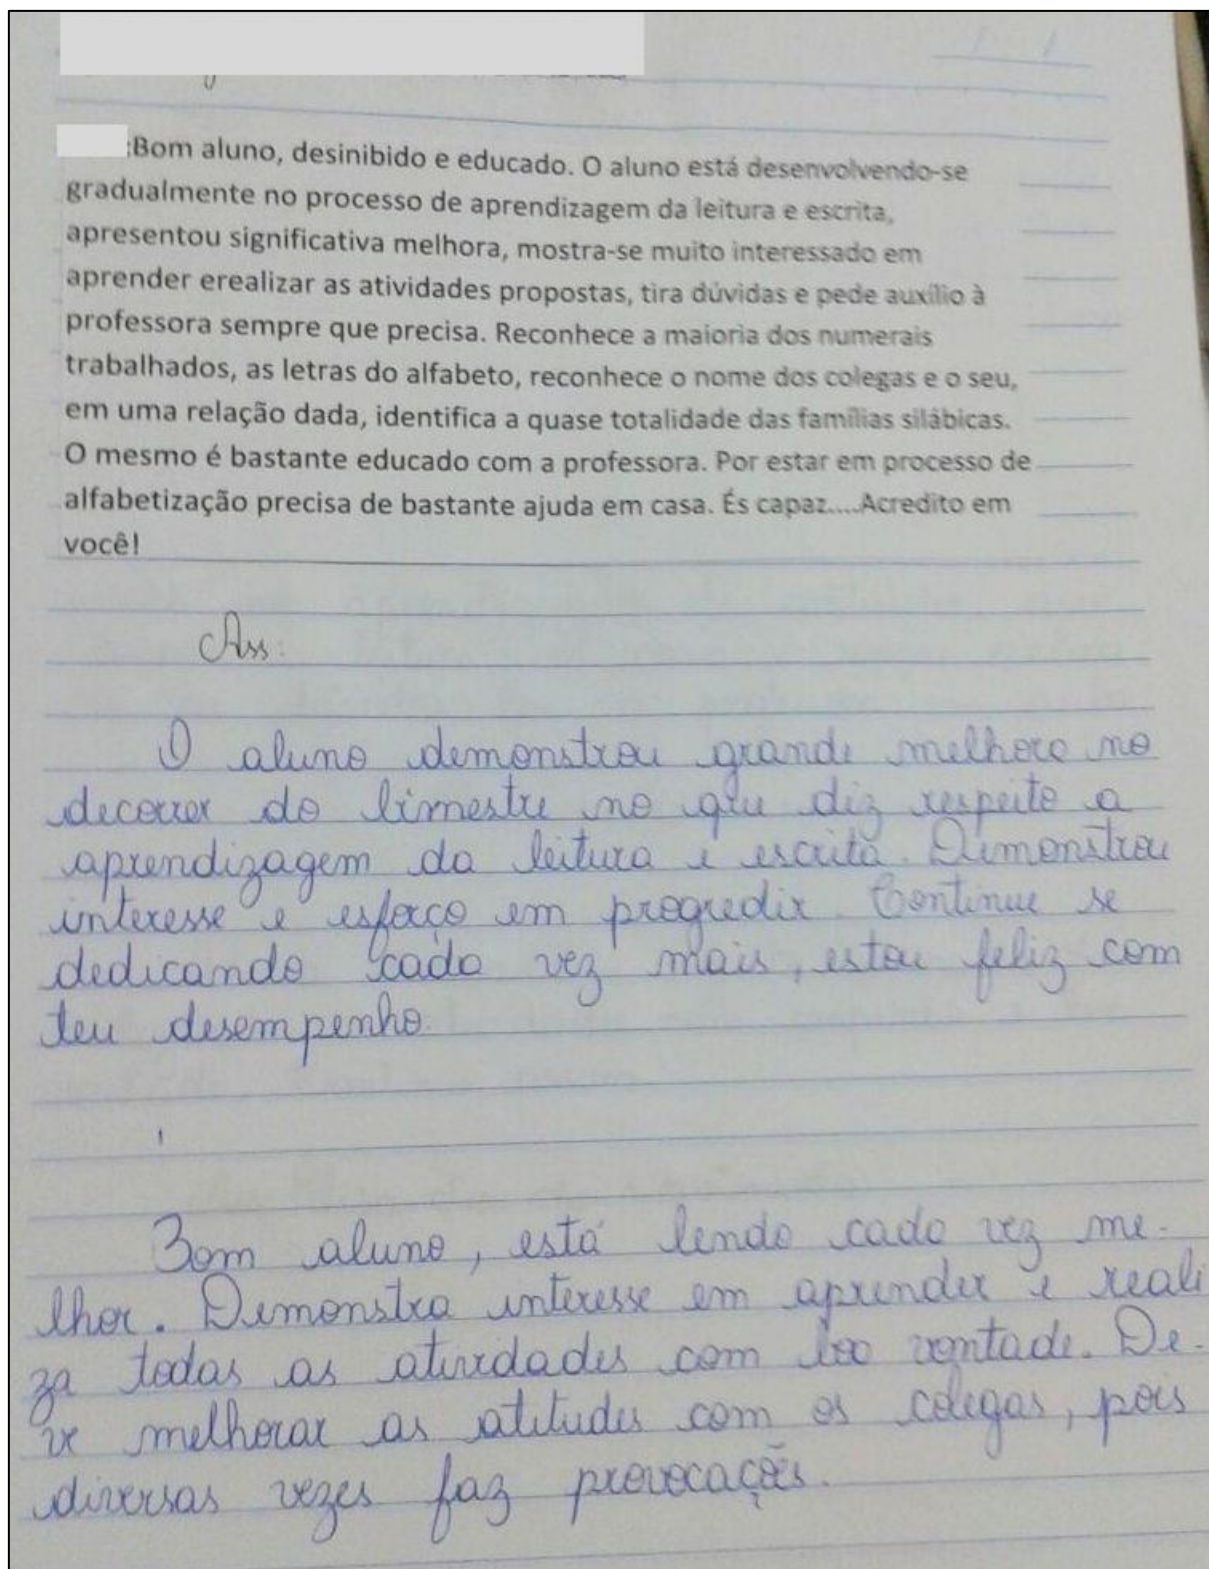 :Bom aluno, desinibido e educado. O aluno está desenvolvendo-se
gradualmente no processo de aprendizagem da leitura e escrita,
apresentou significativa melhora, mostra-se muito interessado em
aprender erealizar as atividades propostas, tira dúvidas e pede auxílio à
professora sempre que precisa. Reconhece a maioria dos numerais
trabalhados, as letras do alfabeto, reconhece o nome dos colegas e o seu,
em uma relação dada, identifica a quase totalidade das famílias silábicas.
O mesmo é bastante educado com a professora. Por estar em processo de
alfabetização precisa de bastante ajuda em casa. És capaz....Acredito em
você!
Ass:
O aluno demonstrou grande melhora no
decorrer do bimestre no que diz respeito a
aprendizagem da leitura e escrita. Demonstrou
interesse e esforço em progredir. Continue se
dedicando cada vez mais, estou feliz com
teu desempenho.
Bom aluno, está lendo cada vez me-
lhor. Demonstra interesse em aprender e reali
za todas as atividades com boa vontade. De-
ve melhorar as atitudes com os colegas, pois
diversas vezes faz provocações.